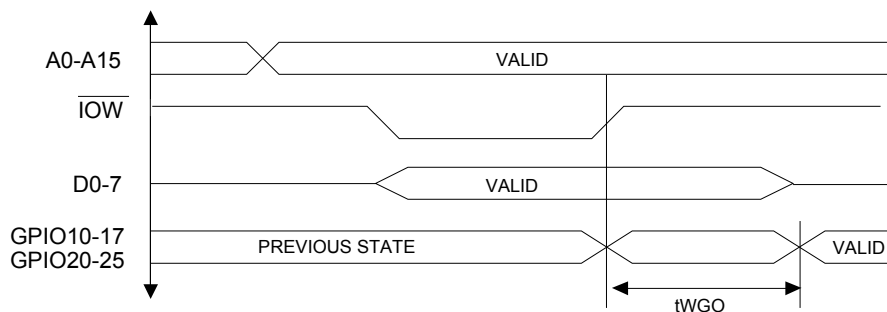 A0-A15
VALID
IOW
D0-7
VALID
GPIO10-17
GPIO20-25
PREVIOUS STATE
VALID
tWGO